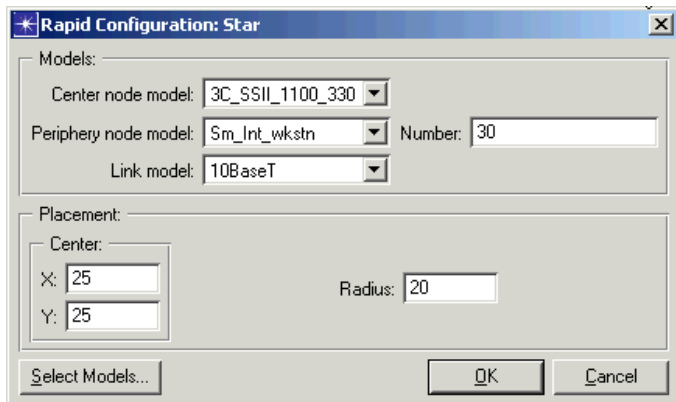 Rapid Configuration: Star
Models:
Center node model: 3C_SSII_1100_330
Periphery node model: Sm_Int_wkstn Number: 30
Link model: 10BaseT
Placement:
Center:
X: 25
Radius: 20
Y: 25
Select Models... OK Cancel